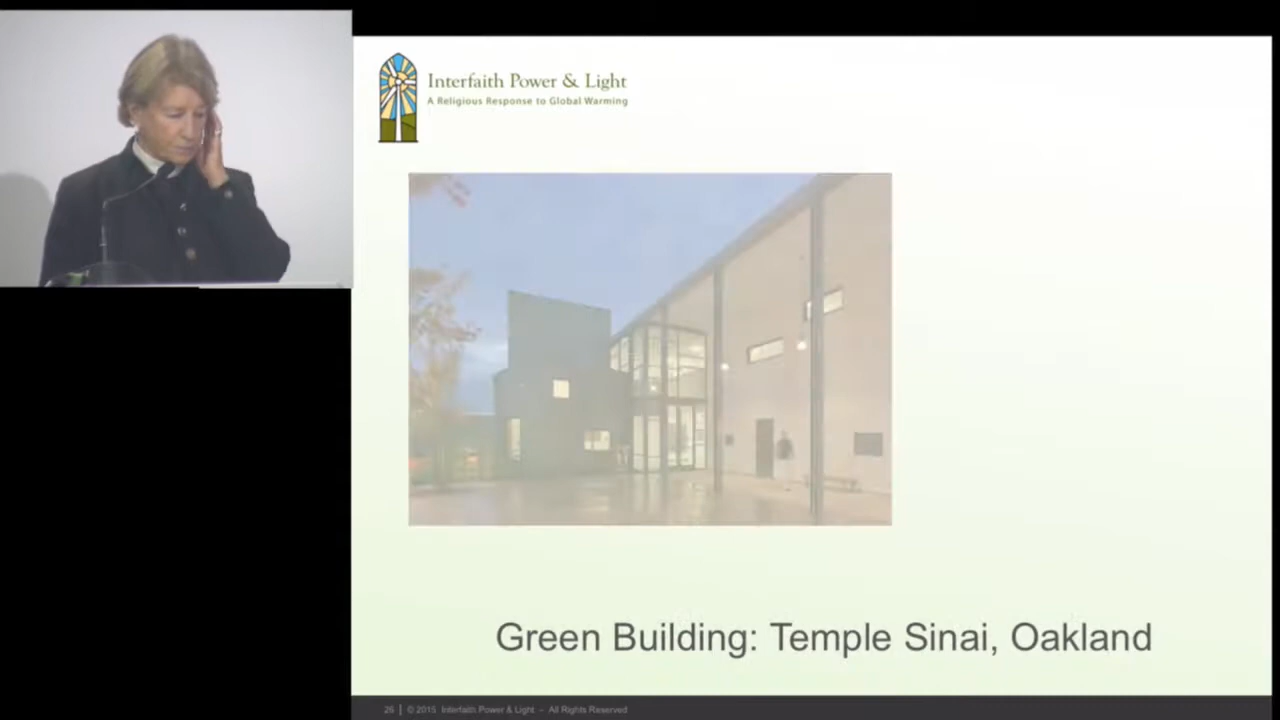 Interfaith Power & Light
A Religious Response to Global Warming
Green Building: Temple Sinai, Oakland
26 | © 2015 Interfaith Power & Light – All Rights Reserved